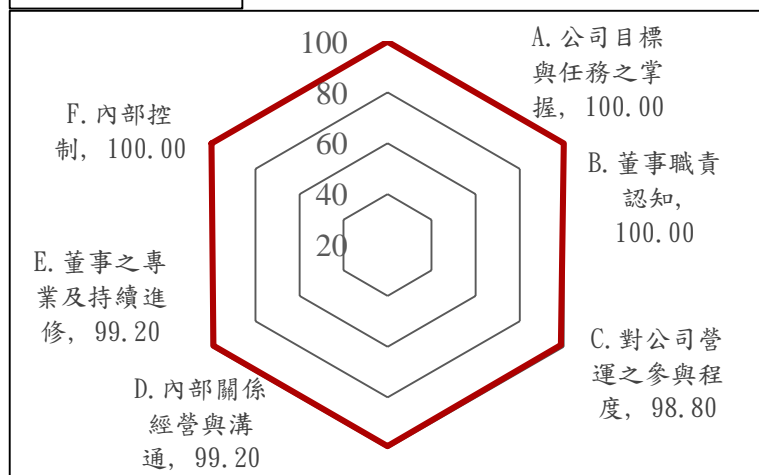 100
80
60
40
20
A.公司目標
與任務之掌
握, 100.00
B.董事職責
認知,
100.00
C.對公司營
運之參與程
度, 98.80
D.內部關係
經營與溝
通, 99.20
E.董事之專
業及持續進
修, 99.20
F.內部控
制, 100.00